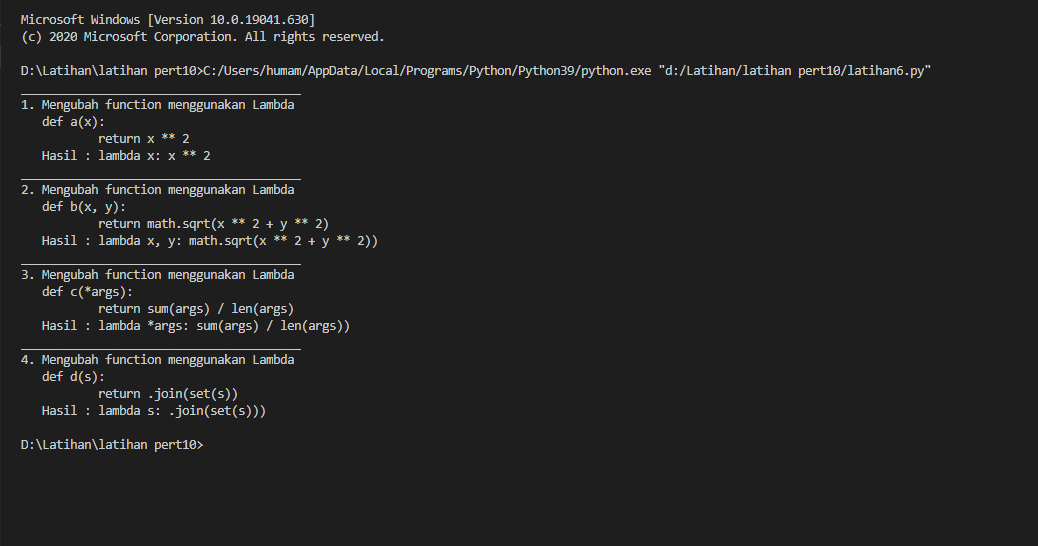 Microsoft Windows [Version 10.0.19041.630]
(c) 2020 Microsoft Corporation. All rights reserved.

D:\Latihan\latihan pert10>C:/Users/humam/AppData/Local/Programs/Python/Python39/python.exe "d:/Latihan/latihan pert10/latihan6.py"
________________________________________
1. Mengubah function menggunakan Lambda
   def a(x):
           return x ** 2
   Hasil : lambda x: x ** 2
________________________________________
2. Mengubah function menggunakan Lambda
   def b(x, y):
           return math.sqrt(x ** 2 + y ** 2)
   Hasil : lambda x, y: math.sqrt(x ** 2 + y ** 2))
________________________________________
3. Mengubah function menggunakan Lambda
   def c(*args):
           return sum(args) / len(args)
   Hasil : lambda *args: sum(args) / len(args))
________________________________________
4. Mengubah function menggunakan Lambda
   def d(s):
           return .join(set(s))
   Hasil : lambda s: .join(set(s)))

D:\Latihan\latihan pert10>